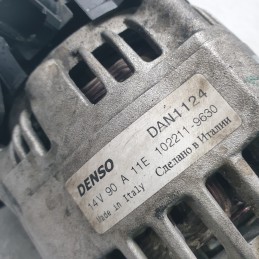 DENSO DAN1124
14V 90 A 11E 102211-9630
Made in Italy Сделано в Италии